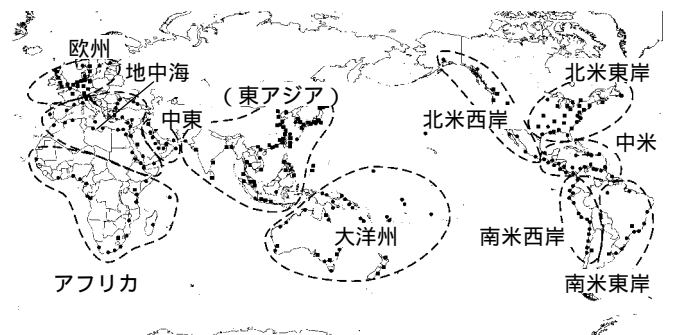 欧州
地中海
中東
(東アジア)
北米東岸
北米西岸
中米
大洋州
南米西岸
アフリカ
南米東岸